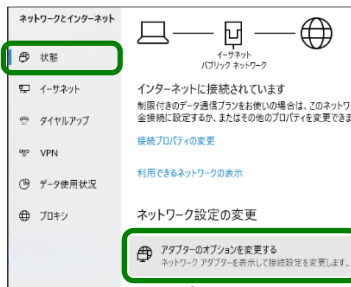 ネットワークとインターネット
状態
イーサネット
ダイヤルアップ
VPN
データ使用状況
プロキシ
イーサネット
パブリック ネットワーク
インターネットに接続されています
制限付きのデータ通信プランをお使いの場合は、このネットワ
金接続に設定するか、またはその他のプロパティを変更できま
接続プロパティの変更
利用できるネットワークの表示
ネットワーク設定の変更
アダプターのオプションを変更する
ネットワーク アダプターを表示して接続設定を変更します。